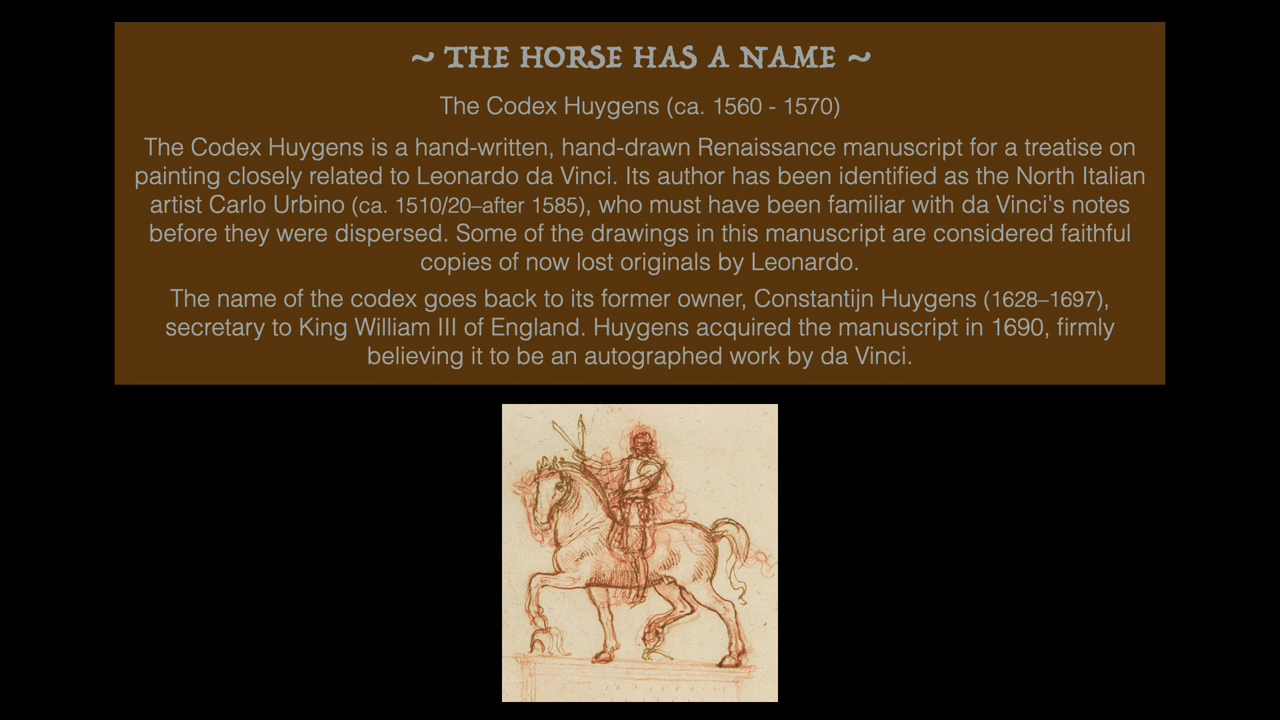 ~ THE HORSE HAS A NAME ~
The Codex Huygens (ca. 1560 - 1570)
The Codex Huygens is a hand-written, hand-drawn Renaissance manuscript for a treatise on
painting closely related to Leonardo da Vinci. Its author has been identified as the North Italian
artist Carlo Urbino (ca. 1510/20–after 1585), who must have been familiar with da Vinci's notes
before they were dispersed. Some of the drawings in this manuscript are considered faithful
copies of now lost originals by Leonardo.
The name of the codex goes back to its former owner, Constantijn Huygens (1628–1697),
secretary to King William III of England. Huygens acquired the manuscript in 1690, firmly
believing it to be an autographed work by da Vinci.